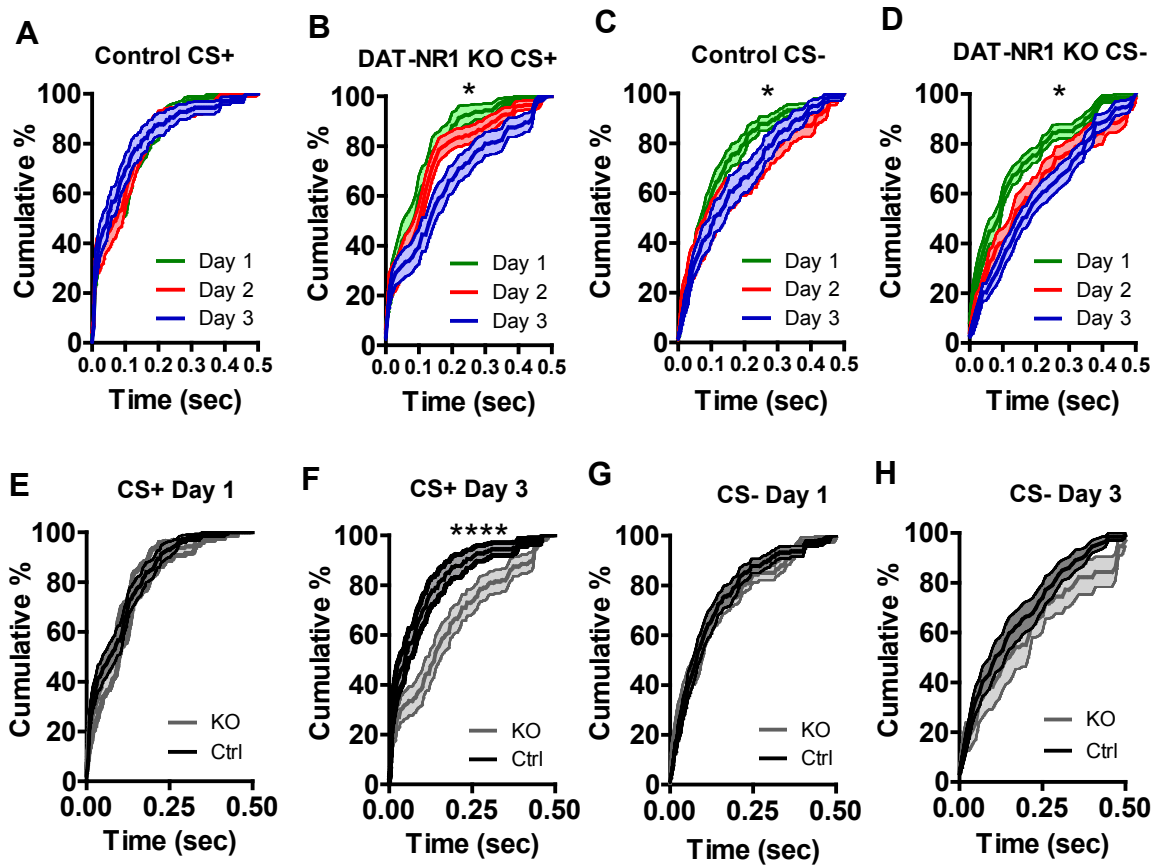 A
Control CS+
Cumulative %
100
80
60
40
20
0
Day 1
Day 2
Day 3
0.0 0.1 0.2 0.3 0.4 0.5
Time (sec)
B
DAT-NR1 KO CS+
*
Cumulative %
100
80
60
40
20
0
Day 1
Day 2
Day 3
0.0 0.1 0.2 0.3 0.4 0.5
Time (sec)
C
Control CS-
*
Cumulative %
100
80
60
40
20
0
Day 1
Day 2
Day 3
0.0 0.1 0.2 0.3 0.4 0.5
Time (sec)
D
DAT-NR1 KO CS-
*
Cumulative %
100
80
60
40
20
0
Day 1
Day 2
Day 3
0.0 0.1 0.2 0.3 0.4 0.5
Time (sec)
E
CS+ Day 1
Cumulative %
100
80
60
40
20
0
KO
Ctrl
0.00 0.25 0.50
Time (sec)
F
CS+ Day 3
****
Cumulative %
100
80
60
40
20
0
KO
Ctrl
0.00 0.25 0.50
Time (sec)
G
CS- Day 1
Cumulative %
100
80
60
40
20
0
KO
Ctrl
0.00 0.25 0.50
Time (sec)
H
CS- Day 3
Cumulative %
100
80
60
40
20
0
KO
Ctrl
0.00 0.25 0.50
Time (sec)